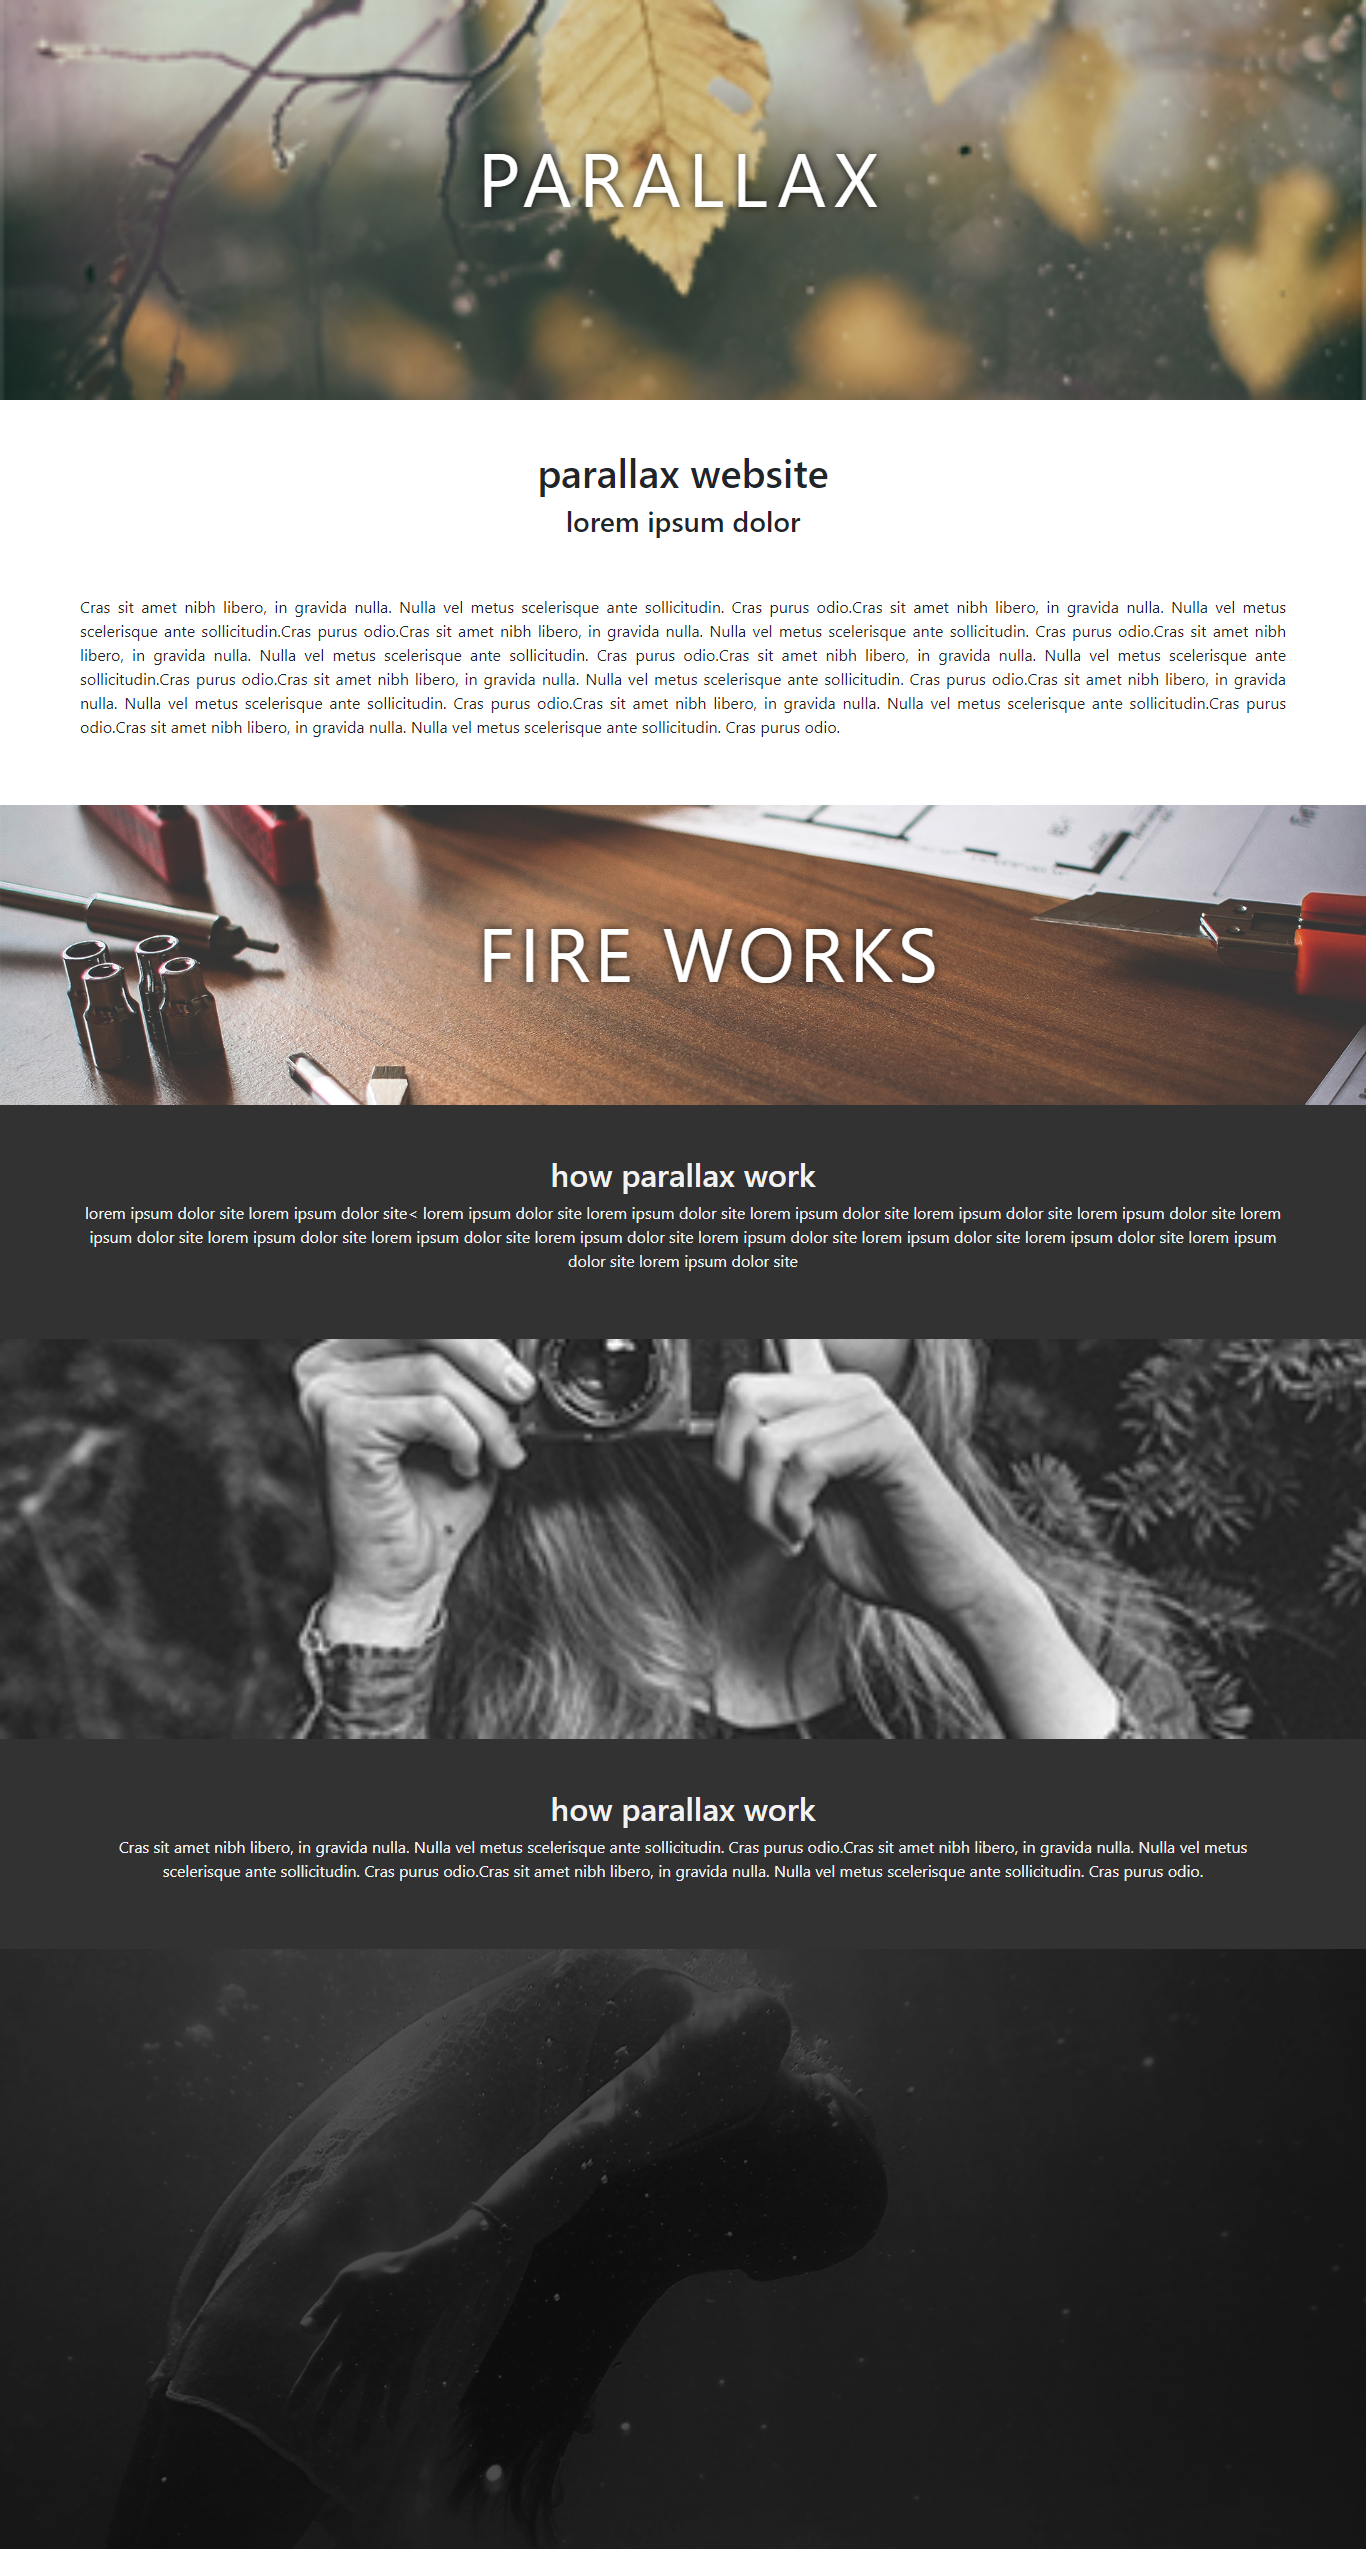 PARALLAX
parallax website
lorem ipsum dolor
Cras sit amet nibh libero, in gravida nulla. Nulla vel metus scelerisque ante sollicitudin. Cras purus odio.Cras sit amet nibh libero, in gravida nulla. Nulla vel metus
scelerisque ante sollicitudin.Cras purus odio.Cras sit amet nibh libero, in gravida nulla. Nulla vel metus scelerisque ante sollicitudin. Cras purus odio.Cras sit amet nibh
libero, in gravida nulla. Nulla vel metus scelerisque ante sollicitudin. Cras purus odio.Cras sit amet nibh libero, in gravida nulla. Nulla vel metus scelerisque ante
sollicitudin.Cras purus odio.Cras sit amet nibh libero, in gravida nulla. Nulla vel metus scelerisque ante sollicitudin. Cras purus odio.Cras sit amet nibh libero, in gravida
nulla. Nulla vel metus scelerisque ante sollicitudin. Cras purus odio.Cras sit amet nibh libero, in gravida nulla. Nulla vel metus scelerisque ante sollicitudin.Cras purus
odio.Cras sit amet nibh libero, in gravida nulla. Nulla vel metus scelerisque ante sollicitudin. Cras purus odio.
FIRE WORKS
how parallax work
lorem ipsum dolor site lorem ipsum dolor site< lorem ipsum dolor site lorem ipsum dolor site lorem ipsum dolor site lorem ipsum dolor site lorem ipsum dolor site lorem
ipsum dolor site lorem ipsum dolor site lorem ipsum dolor site lorem ipsum dolor site lorem ipsum dolor site lorem ipsum dolor site lorem ipsum dolor site lorem ipsum
dolor site lorem ipsum dolor site
how parallax work
Cras sit amet nibh libero, in gravida nulla. Nulla vel metus scelerisque ante sollicitudin. Cras purus odio.Cras sit amet nibh libero, in gravida nulla. Nulla vel metus
scelerisque ante sollicitudin. Cras purus odio.Cras sit amet nibh libero, in gravida nulla. Nulla vel metus scelerisque ante sollicitudin. Cras purus odio.